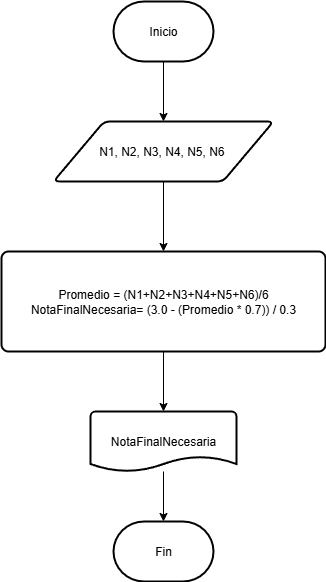 Inicio
N1, N2, N3, N4, N5, N6
Promedio = (N1+N2+N3+N4+N5+N6)/6
NotaFinalNecesaria= (3.0 - (Promedio * 0.7)) / 0.3
NotaFinalNecesaria
Fin